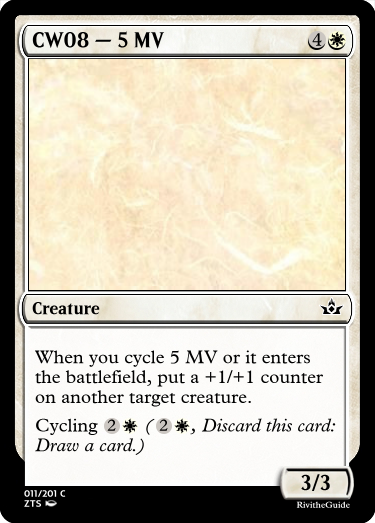 CW08 — 5 MV 4
Creature
When you cycle 5 MV or it enters
the battlefield, put a +1/+1 counter
on another target creature.
Cycling 2 ( 2 , Discard this card:
Draw a card.)
3/3
011/201 C
ZTS
RivitheGuide